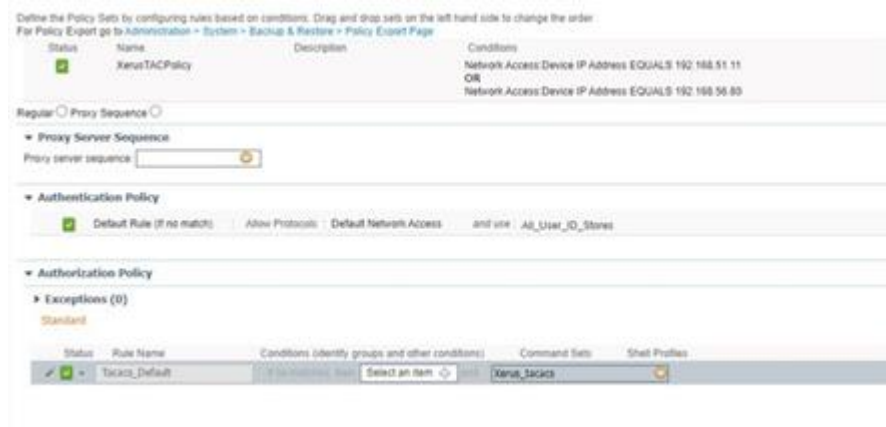 Define the Policy Sets by configuring rules based on conditions. Drag and drop sets on the left hand side to change the order
For Policy Export go to Administration > System > Backup & Restore > Policy Export Page
Status Name Description Conditions
XerusTACPolicy Network Access:Device IP Address EQUALS 192.168.51.11
OR
Network Access:Device IP Address EQUALS 192.168.56.80
Regular Proxy Sequence
Proxy Server Sequence
Proxy server sequence:
Authentication Policy
Default Rule (If no match) : Allow Protocols : Default Network Access and use : All_User_ID_Stores
Authorization Policy
Exceptions (0)
Standard
Status Rule Name Conditions (identity groups and other conditions) Command Sets Shell Profiles
Tacacs_Default Select an item Xerus_tacacs